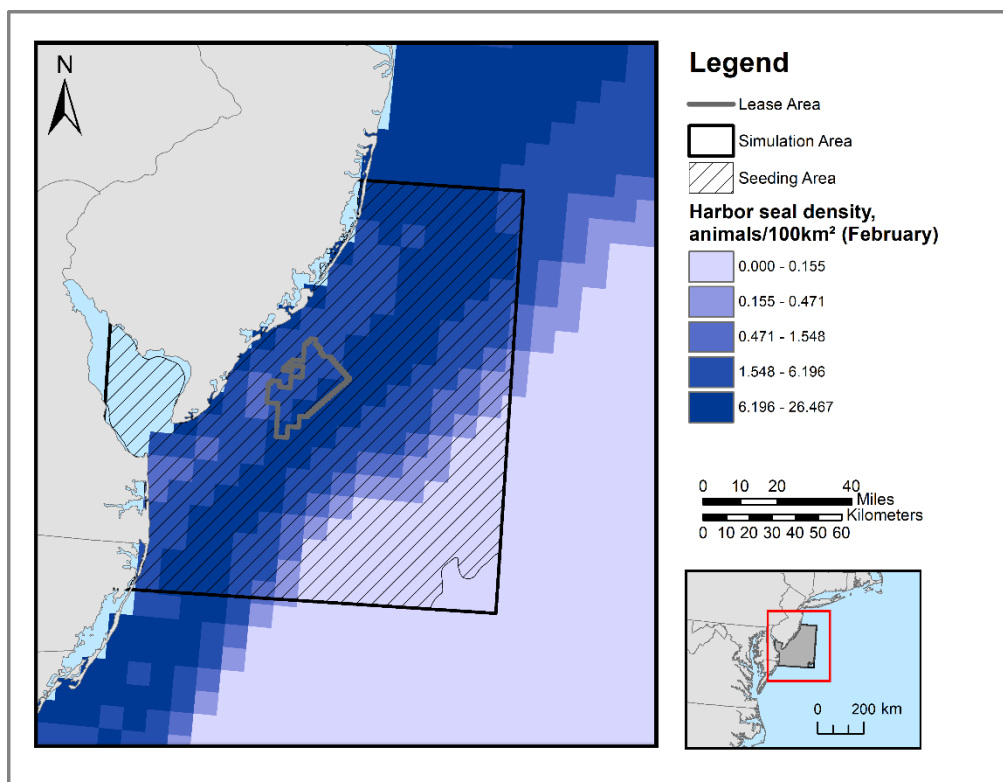 N
Legend
Lease Area
Simulation Area
Seeding Area
Harbor seal density,
animals/100km² (February)
0.000 - 0.155
0.155 - 0.471
0.471 - 1.548
1.548 - 6.196
6.196 - 26.467
0 10 20 40
Miles
Kilometers
0 10 20 30 40 50 60
0 200 km